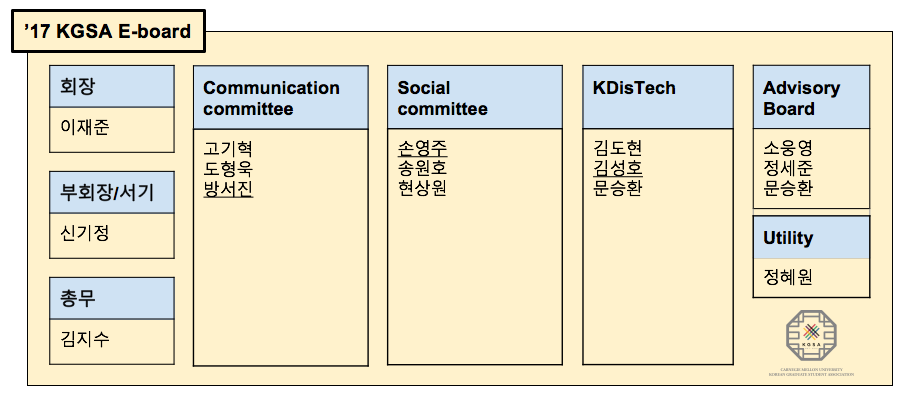 ’17 KGSA E-board
회장
이재준
부회장/서기
신기정
총무
김지수
Communication
committee
고기혁
도형욱
방서진
Social
committee
손영주
송원호
현상원
KDisTech
김도현
김성호
문승환
Advisory
Board
소웅영
정세준
문승환
Utility
정혜원
KGSA
CARNEGIE MELLON UNIVERSITY
KOREAN GRADUATE STUDENT ASSOCIATION